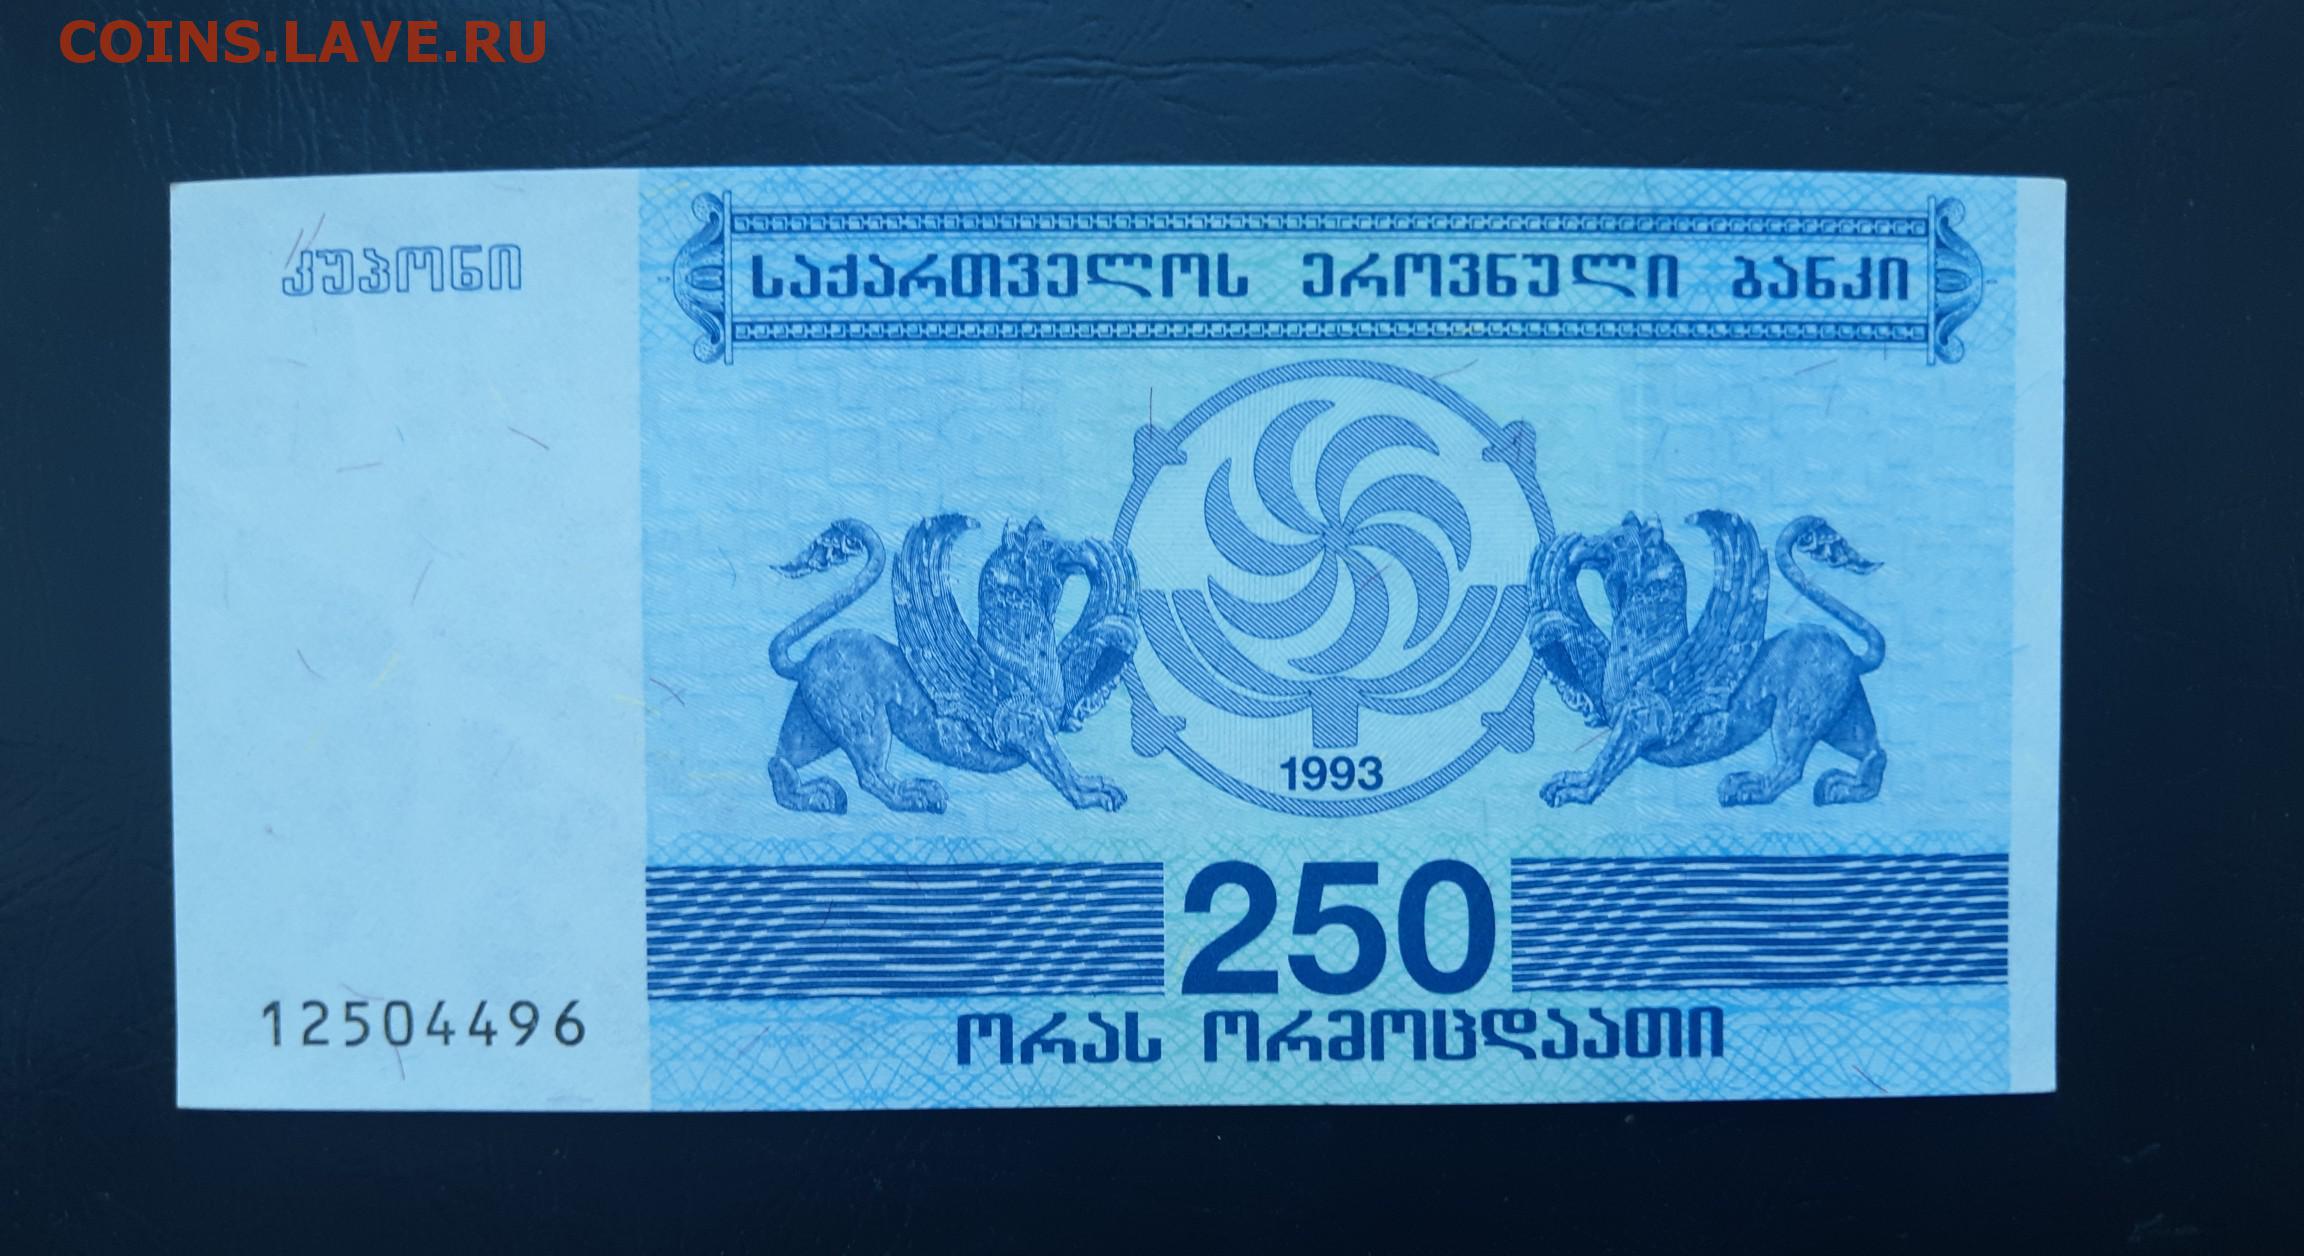 COINS.LAVE.RU
კუპონი
საქართველოს ეროვნული ბანკი
1993
250
12504496
ორას ორმოცდაათი